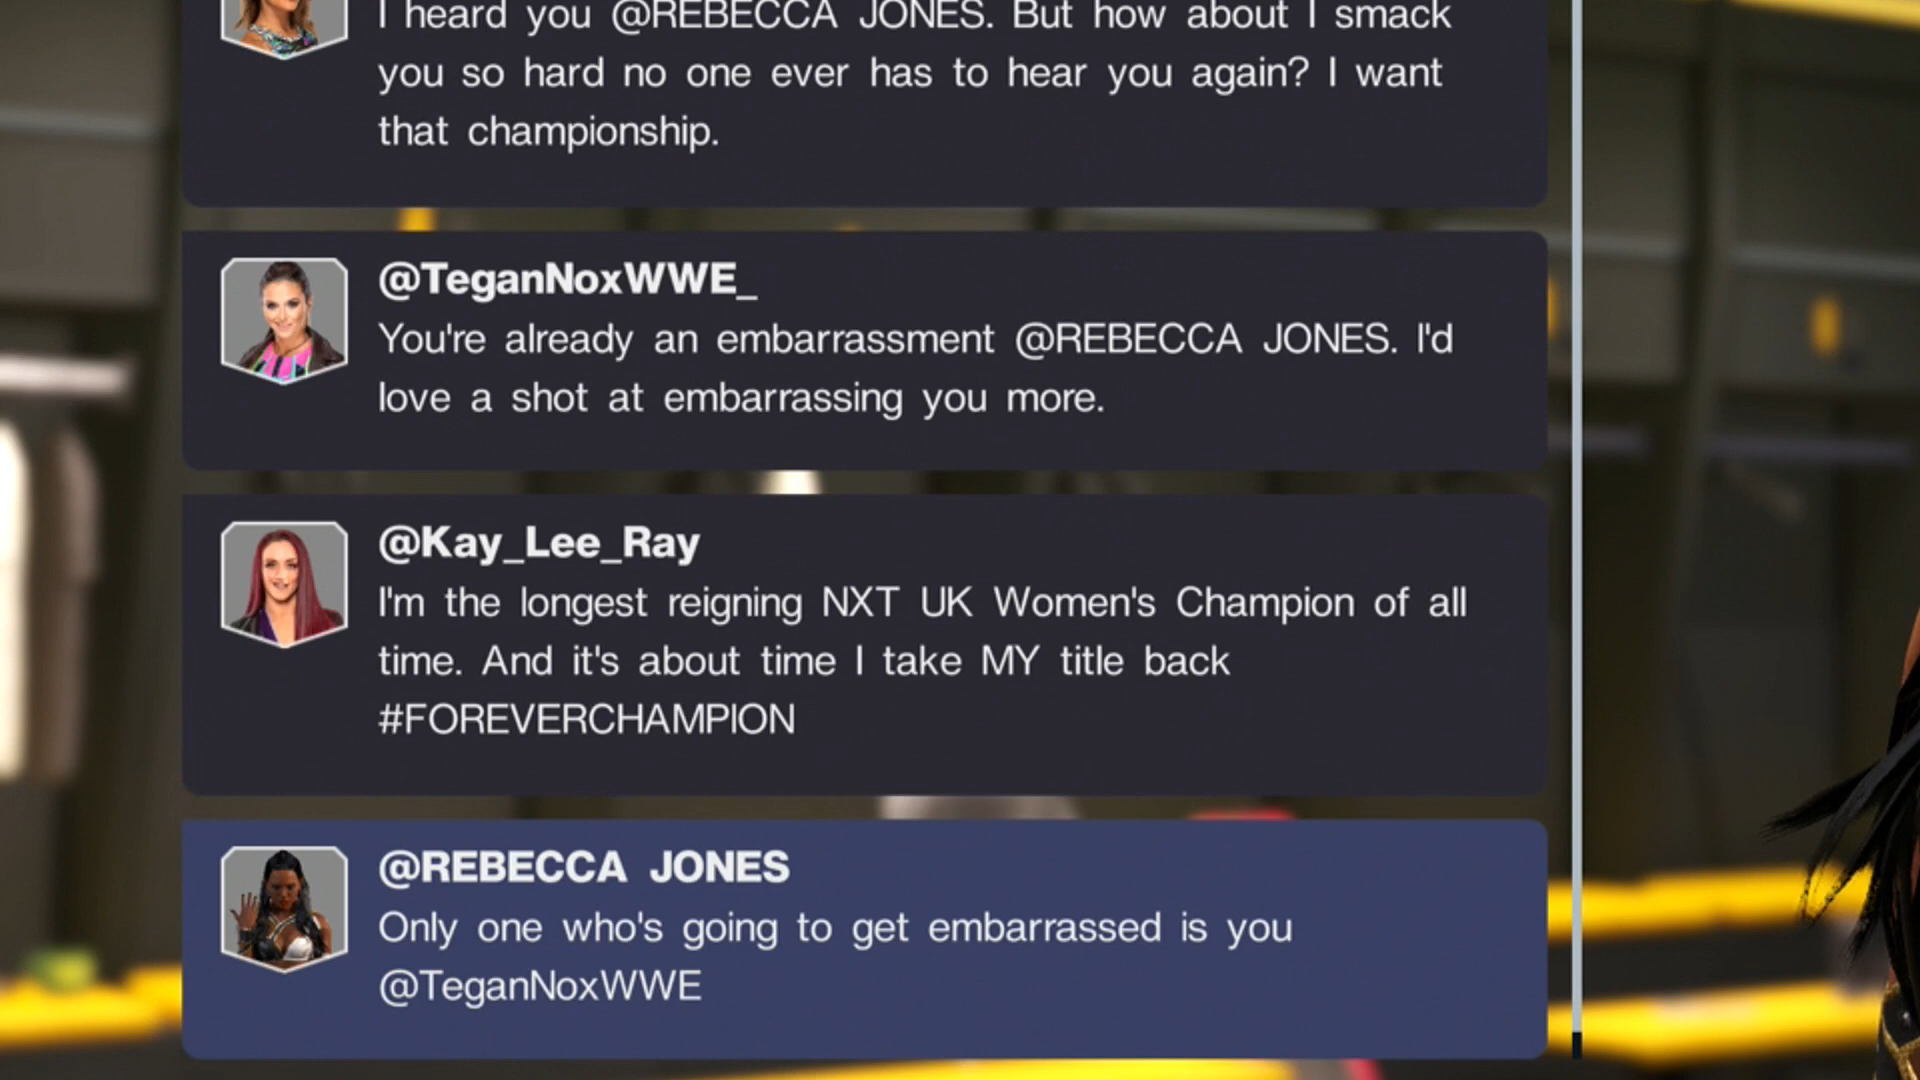 I heard you @REBECCA JONES. But how about I smack
you so hard no one ever has to hear you again? I want
that championship.
@TeganNoxWWE_
You're already an embarrassment @REBECCA JONES. I'd
love a shot at embarrassing you more.
@Kay_Lee_Ray
I'm the longest reigning NXT UK Women's Champion of all
time. And it's about time I take MY title back
#FOREVERCHAMPION
@REBECCA JONES
Only one who's going to get embarrassed is you
@TeganNoxWWE